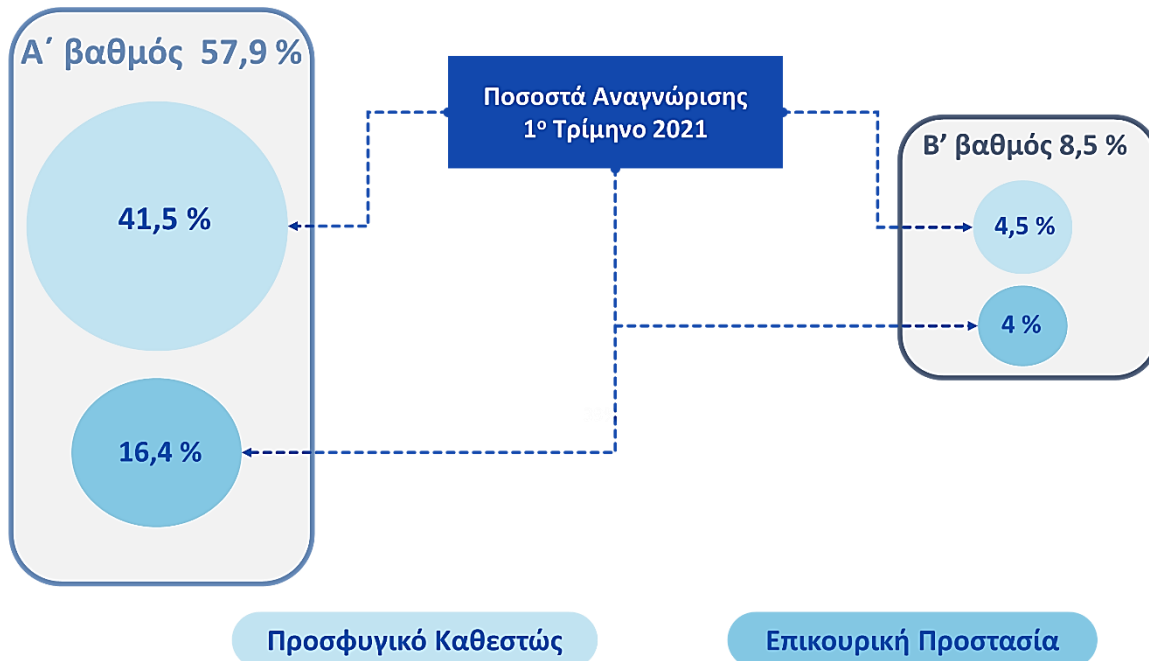 Α΄ βαθμός 57,9 %
41,5 %
16,4 %
Ποσοστά Αναγνώρισης
1ο Τρίμηνο 2021
Β’ βαθμός 8,5 %
4,5 %
4 %
Προσφυγικό Καθεστώς
Επικουρική Προστασία